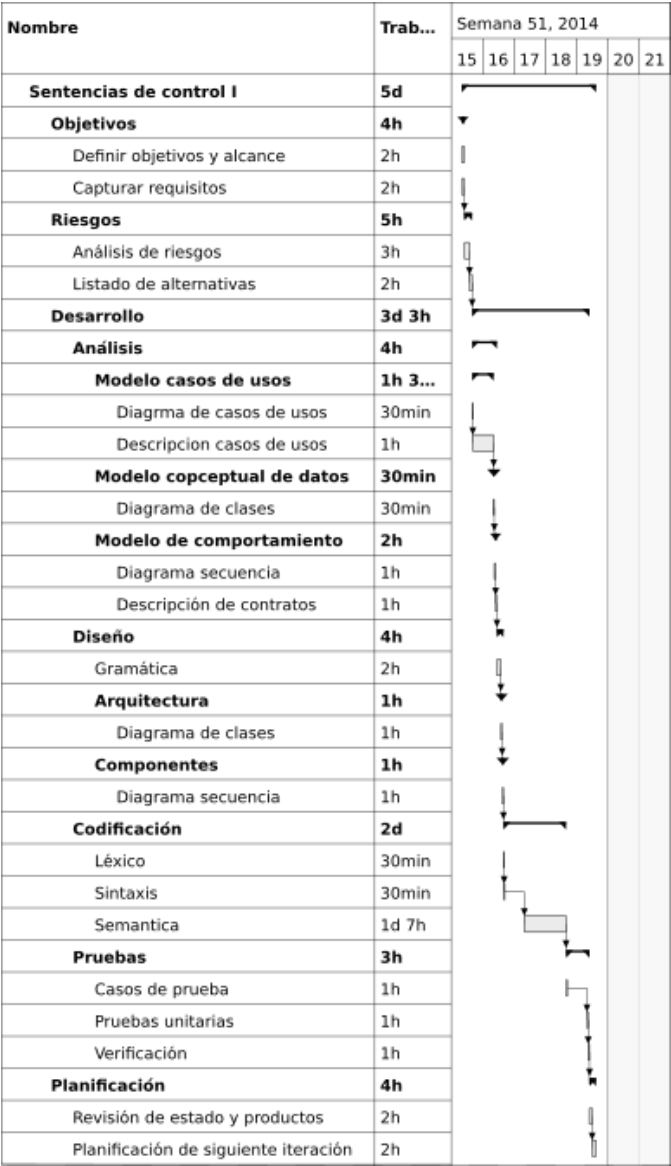 Nombre Trab... Semana 51, 2014
15 16 17 18 19 20 21
Sentencias de control I 5d
Objetivos 4h
Definir objetivos y alcance 2h
Capturar requisitos 2h
Riesgos 5h
Análisis de riesgos 3h
Listado de alternativas 2h
Desarrollo 3d 3h
Análisis 4h
Modelo casos de usos 1h 3...
Diagrma de casos de usos 30min
Descripcion casos de usos 1h
Modelo copceptual de datos 30min
Diagrama de clases 30min
Modelo de comportamiento 2h
Diagrama secuencia 1h
Descripción de contratos 1h
Diseño 4h
Gramática 2h
Arquitectura 1h
Diagrama de clases 1h
Componentes 1h
Diagrama secuencia 1h
Codificación 2d
Léxico 30min
Sintaxis 30min
Semantica 1d 7h
Pruebas 3h
Casos de prueba 1h
Pruebas unitarias 1h
Verificación 1h
Planificación 4h
Revisión de estado y productos 2h
Planificación de siguiente iteración 2h